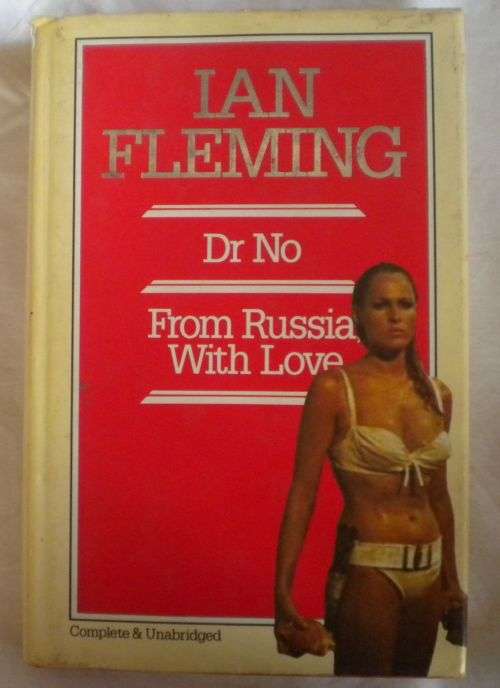 IAN
FLEMING
Dr No
From Russia,
With Love
Complete & Unabridged